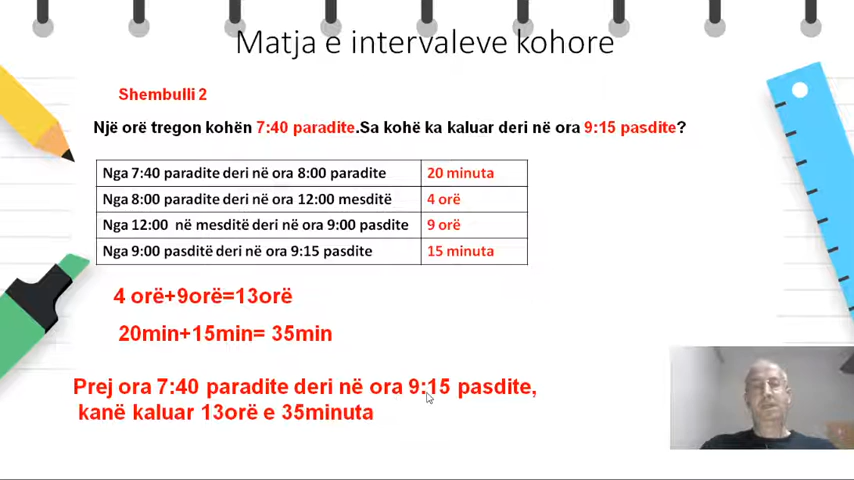 Matja e intervaleve kohore
Shembulli 2
Një orë tregon kohën 7:40 paradite.Sa kohë ka kaluar deri në ora 9:15 pasdite?
Nga 7:40 paradite deri në ora 8:00 paradite 20 minuta
Nga 8:00 paradite deri në ora 12:00 mesditë 4 orë
Nga 12:00 në mesditë deri në ora 9:00 pasdite 9 orë
Nga 9:00 pasditë deri në ora 9:15 pasdite 15 minuta
4 orë+9orë=13orë
20min+15min= 35min
Prej ora 7:40 paradite deri në ora 9:15 pasdite,
kanë kaluar 13orë e 35minuta